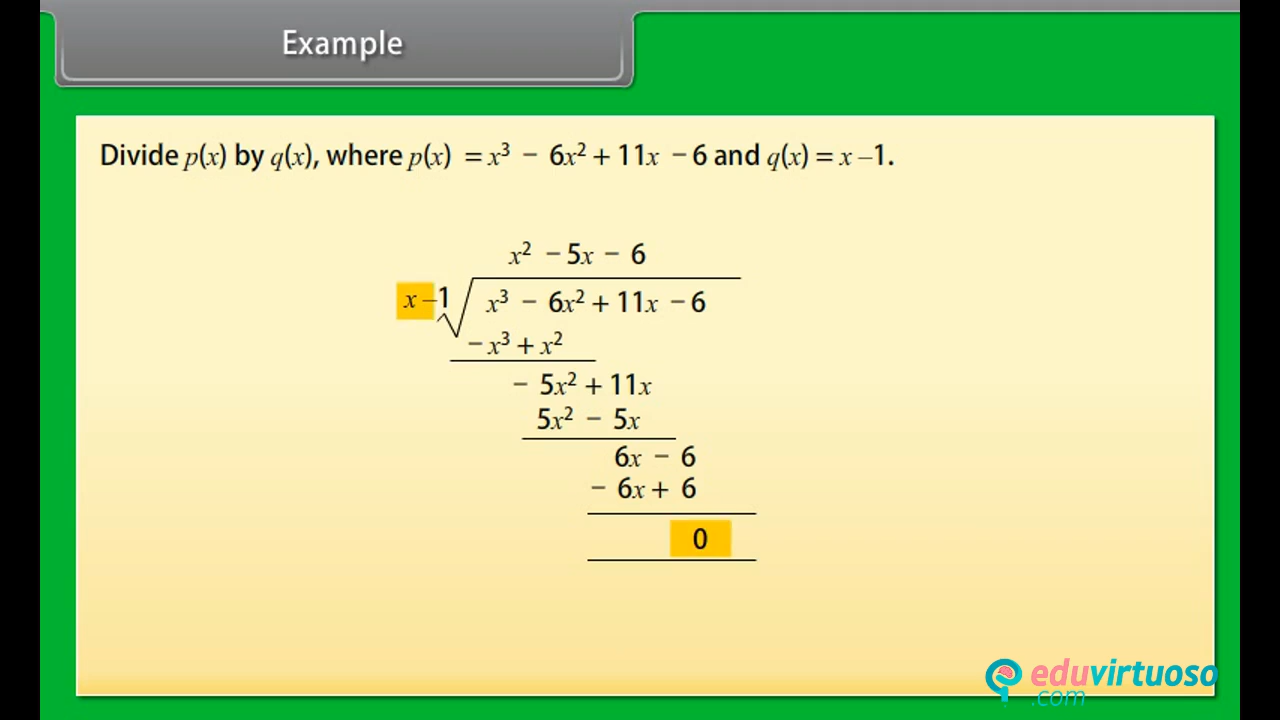 Example
Divide p(x) by q(x), where p(x) = x³ − 6x² + 11x − 6 and q(x) = x −1.
x² − 5x − 6
x −1 √ x³ − 6x² + 11x − 6
− x³ + x²
− 5x² + 11x
5x² − 5x
6x − 6
− 6x + 6
0
eduvirtuoso
.com